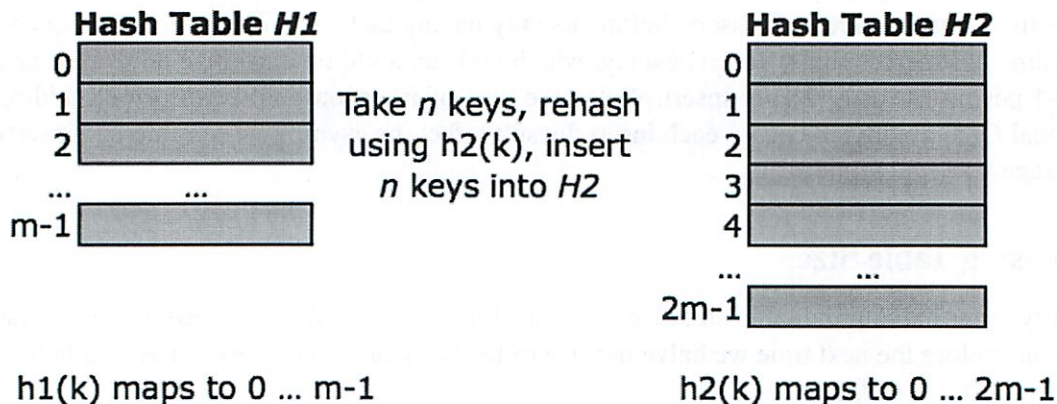 Hash Table H1
0
1
2
... ...
m-1
h1(k) maps to 0 ... m-1
Take n keys, rehash
using h2(k), insert
n keys into H2
Hash Table H2
0
1
2
3
4
... ...
2m-1
h2(k) maps to 0 ... 2m-1